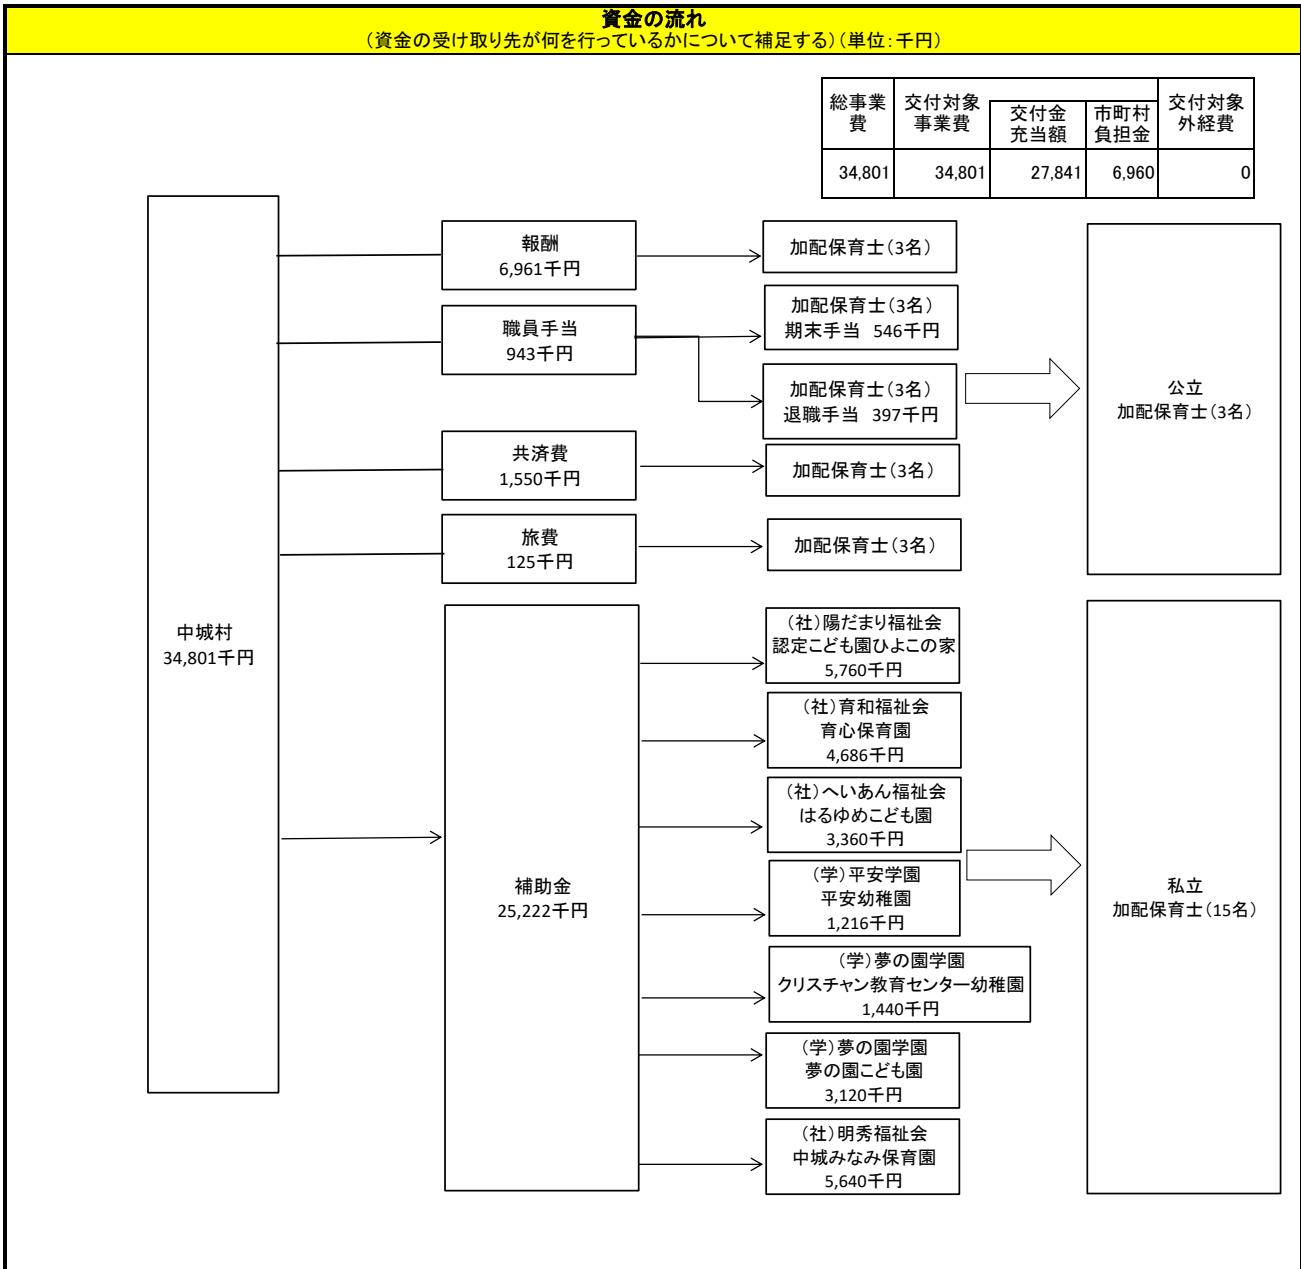 資金の流れ
（資金の受け取り先が何を行っているかについて補足する）（単位：千円）
総事業
費
交付対象
事業費
交付金
充当額
市町村
負担金
交付対象
外経費
34,801
34,801
27,841
6,960
0
中城村
34,801千円
報酬
6,961千円
加配保育士（3名）
職員手当
943千円
加配保育士（3名）
期末手当 546千円
加配保育士（3名）
退職手当 397千円
共済費
1,550千円
加配保育士（3名）
旅費
125千円
加配保育士（3名）
公立
加配保育士（3名）
補助金
25,222千円
（社）陽だまり福祉会
認定こども園ひよこの家
5,760千円
（社）育和福祉会
育心保育園
4,686千円
（社）へいあん福祉会
はるゆめこども園
3,360千円
（学）平安学園
平安幼稚園
1,216千円
（学）夢の園学園
クリスチャン教育センター幼稚園
1,440千円
（学）夢の園学園
夢の園こども園
3,120千円
（社）明秀福祉会
中城みなみ保育園
5,640千円
私立
加配保育士（15名）